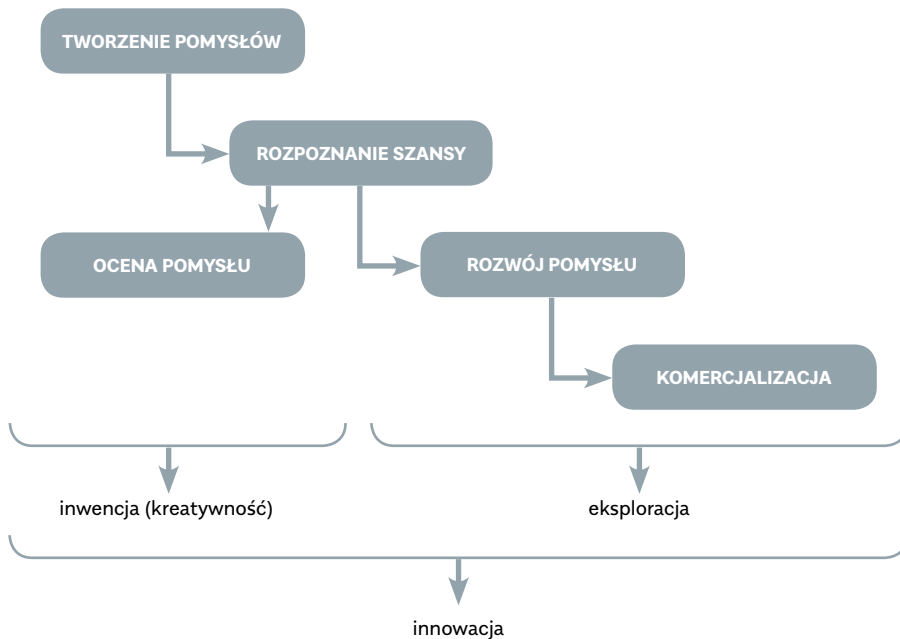 TWORZENIE POMYSŁÓW
ROZPOZNANIE SZANSY
OCENA POMYSŁU
ROZWÓJ POMYSŁU
KOMERCJALIZACJA
inwencja (kreatywność)
eksploracja
innowacja